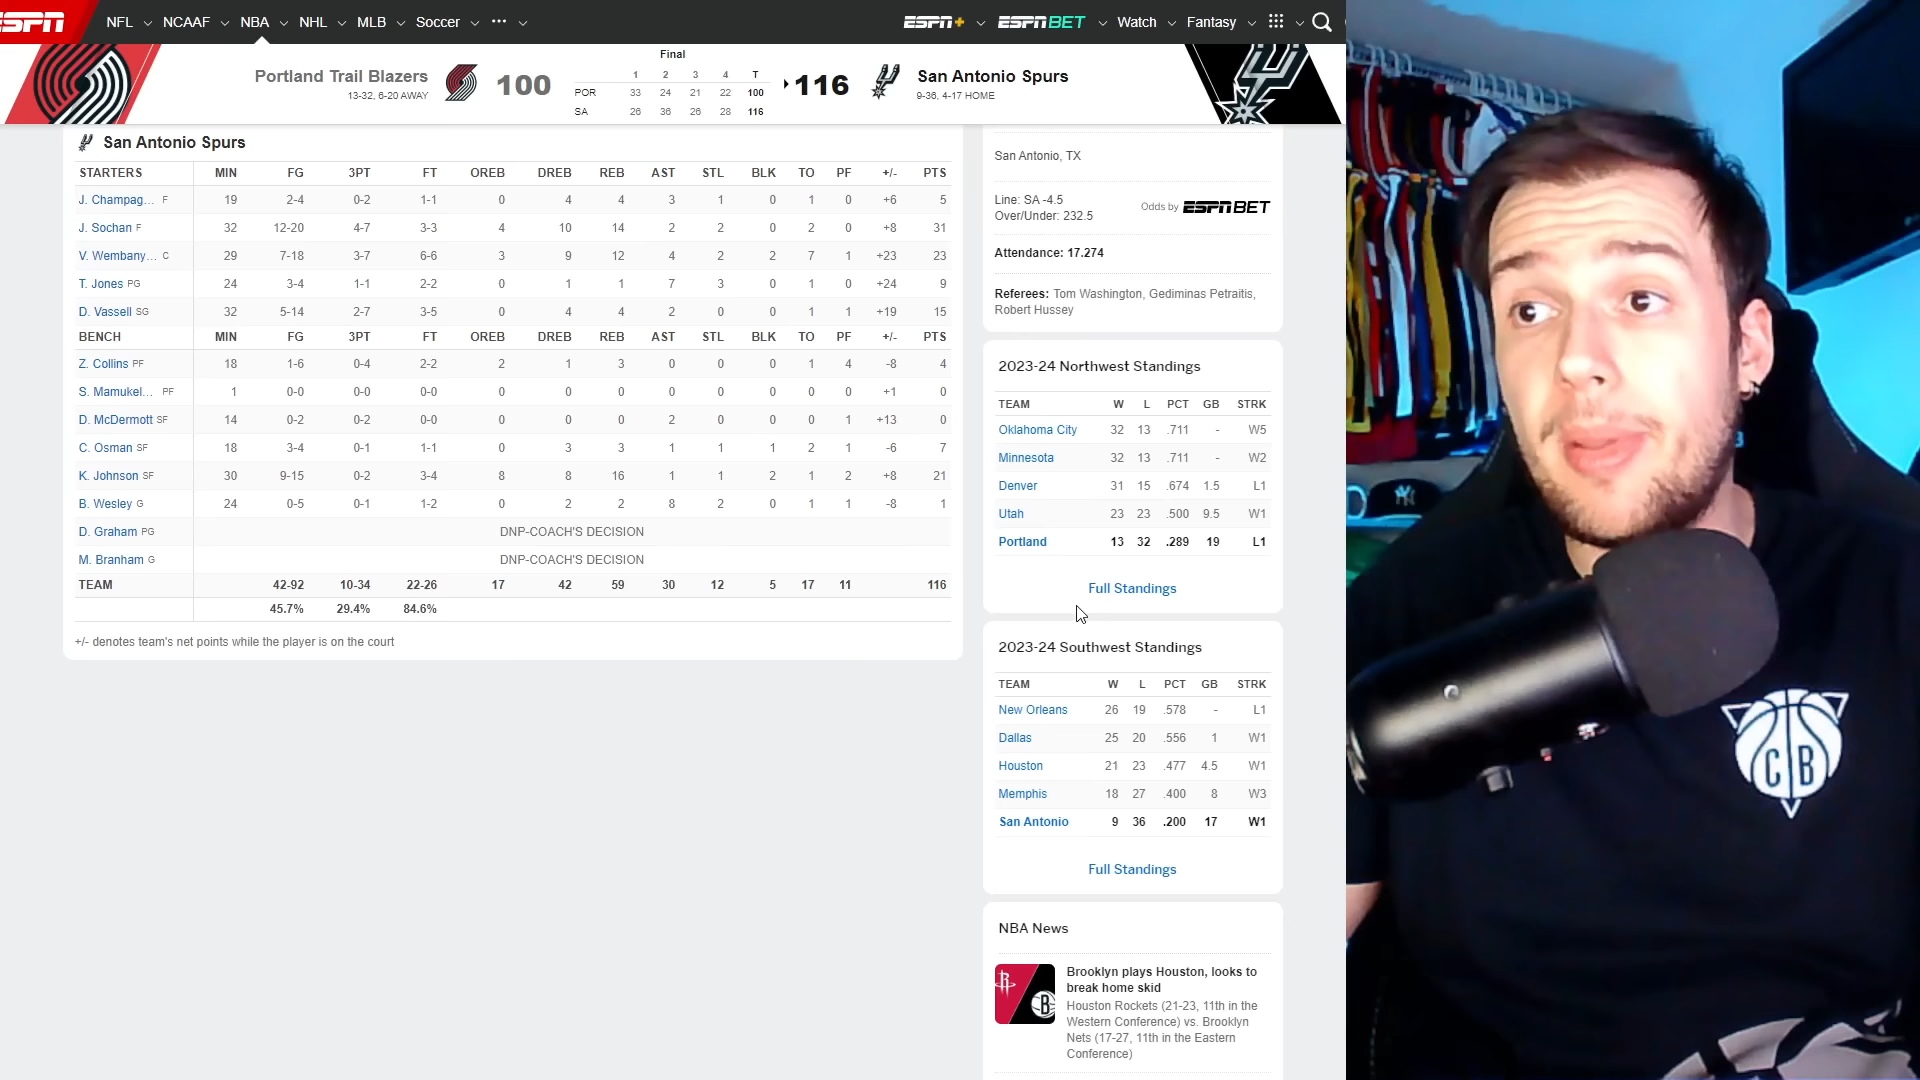 ESPN NFL NCAAF NBA NHL MLB Soccer ••• ESPN+ ESPN BET Watch Fantasy
Final
Portland Trail Blazers 100 116 San Antonio Spurs
13-32, 6-20 AWAY 9-36, 4-17 HOME
1 2 3 4 T
POR 33 24 21 22 100
SA 26 36 26 28 116
San Antonio Spurs
STARTERS MIN FG 3PT FT OREB DREB REB AST STL BLK TO PF +/- PTS
J. Champag... F 19 2-4 0-2 1-1 0 4 4 3 1 0 1 0 +6 5
J. Sochan F 32 12-20 4-7 3-3 4 10 14 2 2 0 2 0 +8 31
V. Wembany... C 29 7-18 3-7 6-6 3 9 12 4 2 2 7 1 +23 23
T. Jones PG 24 3-4 1-1 2-2 0 1 1 7 3 0 1 0 +24 9
D. Vassell SG 32 5-14 2-7 3-5 0 4 4 2 0 0 1 1 +19 15
BENCH MIN FG 3PT FT OREB DREB REB AST STL BLK TO PF +/- PTS
Z. Collins PF 18 1-6 0-4 2-2 2 1 3 0 0 0 1 4 -8 4
S. Mamukel... PF 1 0-0 0-0 0-0 0 0 0 0 0 0 0 0 +1 0
D. McDermott SF 14 0-2 0-2 0-0 0 0 0 2 0 0 0 1 +13 0
C. Osman SF 18 3-4 0-1 1-1 0 3 3 1 1 1 2 1 -6 7
K. Johnson SF 30 9-15 0-2 3-4 8 8 16 1 1 2 1 2 +8 21
B. Wesley G 24 0-5 0-1 1-2 0 2 2 8 2 0 1 1 -8 1
D. Graham PG DNP-COACH'S DECISION
M. Branham G DNP-COACH'S DECISION
TEAM 42-92 10-34 22-26 17 42 59 30 12 5 17 11 116
45.7% 29.4% 84.6%
+/- denotes team's net points while the player is on the court
San Antonio, TX
Line: SA -4.5
Over/Under: 232.5
Odds by ESPN BET
Attendance: 17.274
Referees: Tom Washington, Gediminas Petraitis,
Robert Hussey
2023-24 Northwest Standings
TEAM W L PCT GB STRK
Oklahoma City 32 13 .711 - W5
Minnesota 32 13 .711 - W2
Denver 31 15 .674 1.5 L1
Utah 23 23 .500 9.5 W1
Portland 13 32 .289 19 L1
Full Standings
2023-24 Southwest Standings
TEAM W L PCT GB STRK
New Orleans 26 19 .578 - L1
Dallas 25 20 .556 1 W1
Houston 21 23 .477 4.5 W1
Memphis 18 27 .400 8 W3
San Antonio 9 36 .200 17 W1
Full Standings
NBA News
Brooklyn plays Houston, looks to
break home skid
Houston Rockets (21-23, 11th in the
Western Conference) vs. Brooklyn
Nets (17-27, 11th in the Eastern
Conference)
R
B
CB